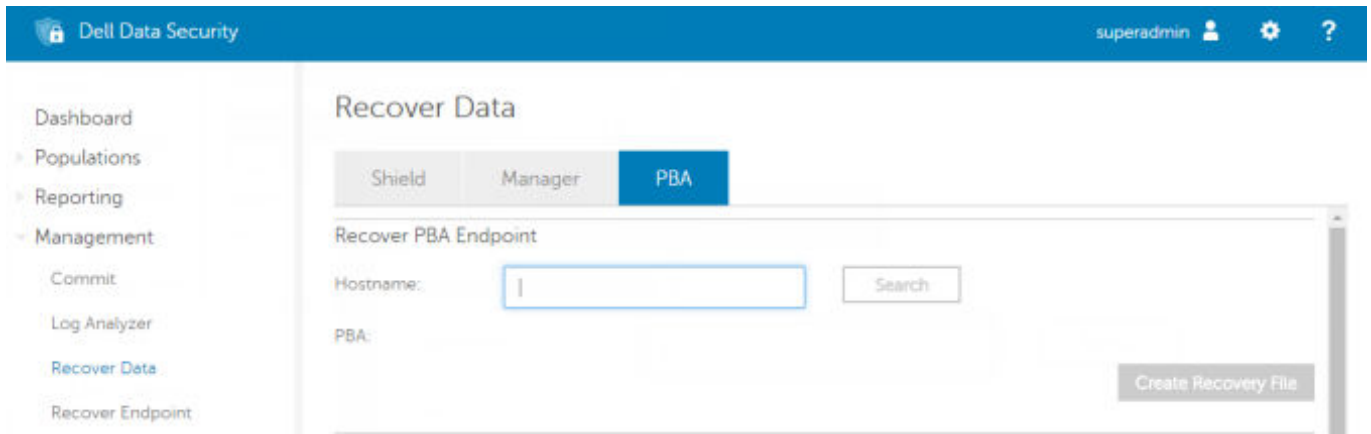 Dell Data Security
superadmin
?
Dashboard
Populations
Reporting
Management
Commit
Log Analyzer
Recover Data
Recover Endpoint
Recover Data
Shield
Manager
PBA
Recover PBA Endpoint
Hostname:
Search
PBA:
Create Recovery File